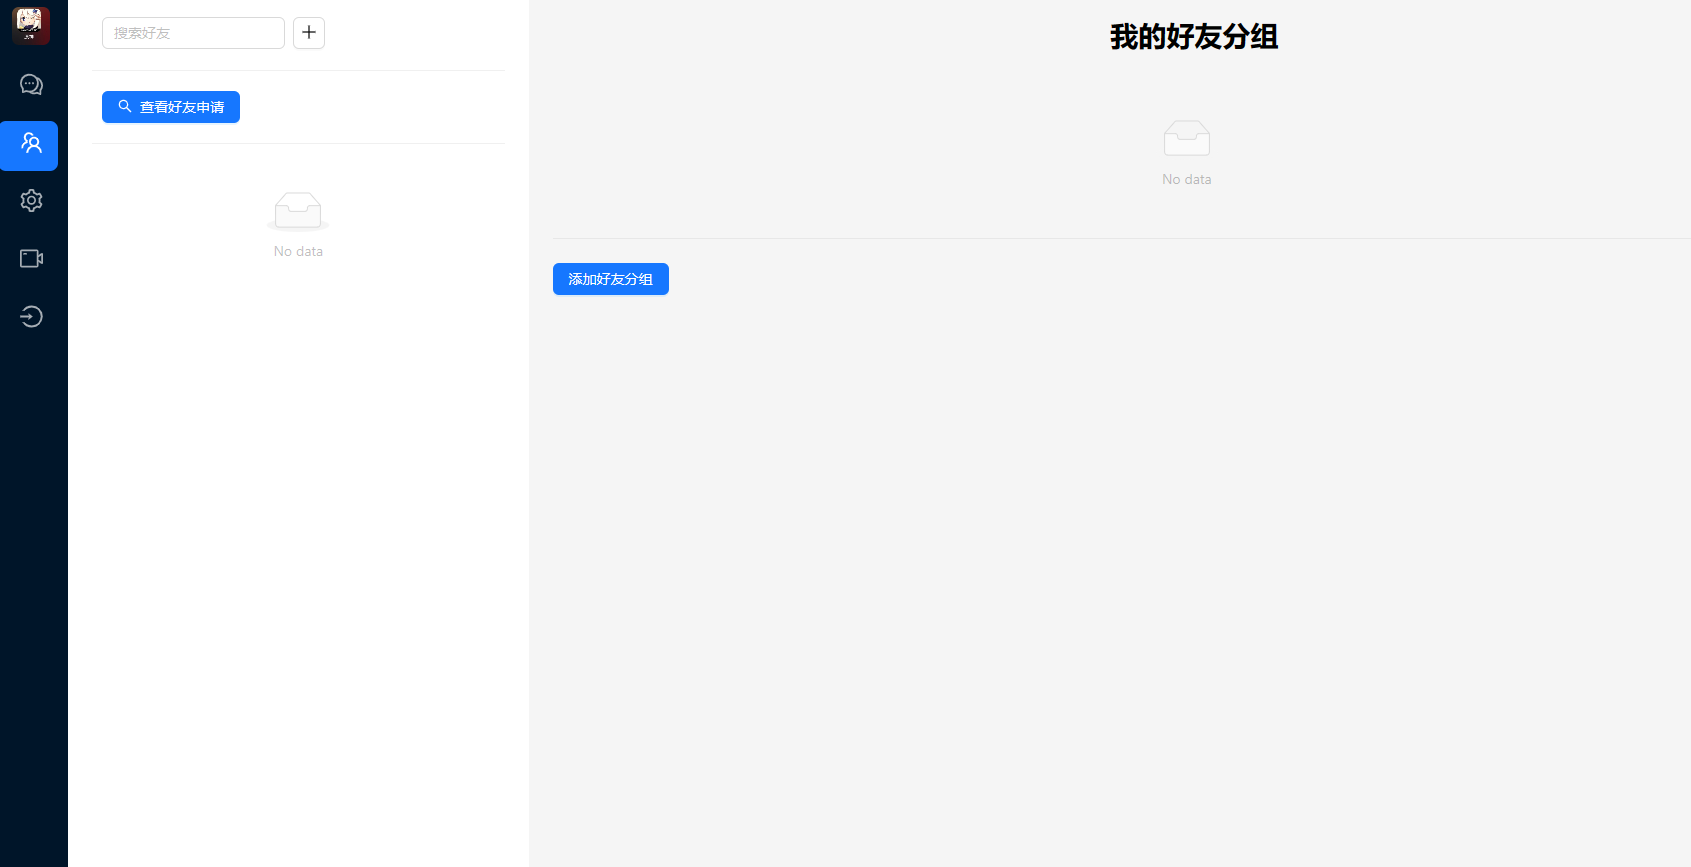 搜索好友
查看好友申请
No data
我的好友分组
No data
添加好友分组